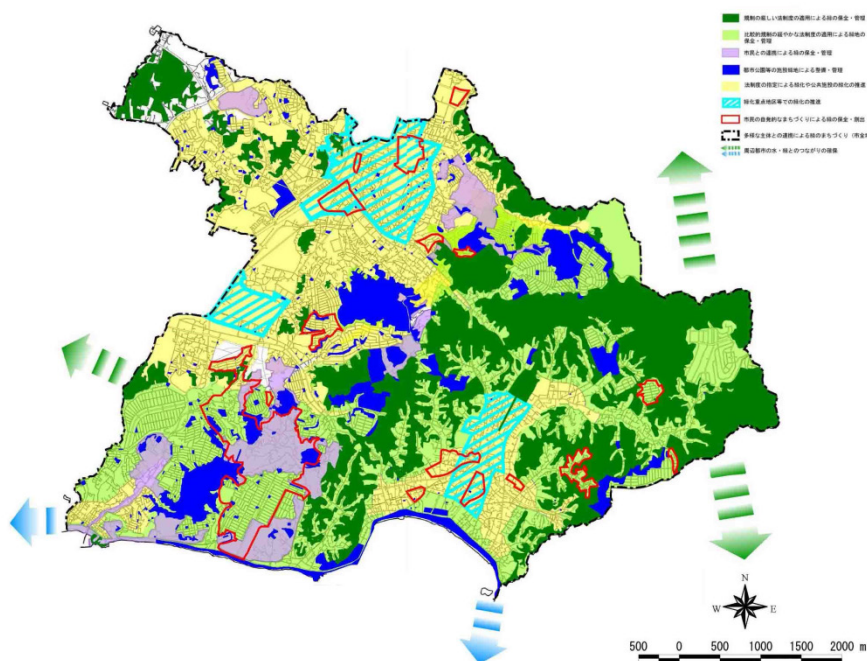 規制の厳しい法制度の適用による緑の保全・管理
比較的規制の緩やかな法制度の適用による緑地の
保全・管理
市民との連携による緑の保全・管理
都市公園等の施設緑地による整備・管理
法制度の指定による緑化や公共施設の緑化の推進
緑化重点地区等での緑化の推進
市民の自発的なまちづくりによる緑の保全・創出
多様な主体との連携による緑のまちづくり（市全域
周辺都市の水・緑とのつながりの確保
N
W
E
S
500 0 500 1000 1500 2000 m